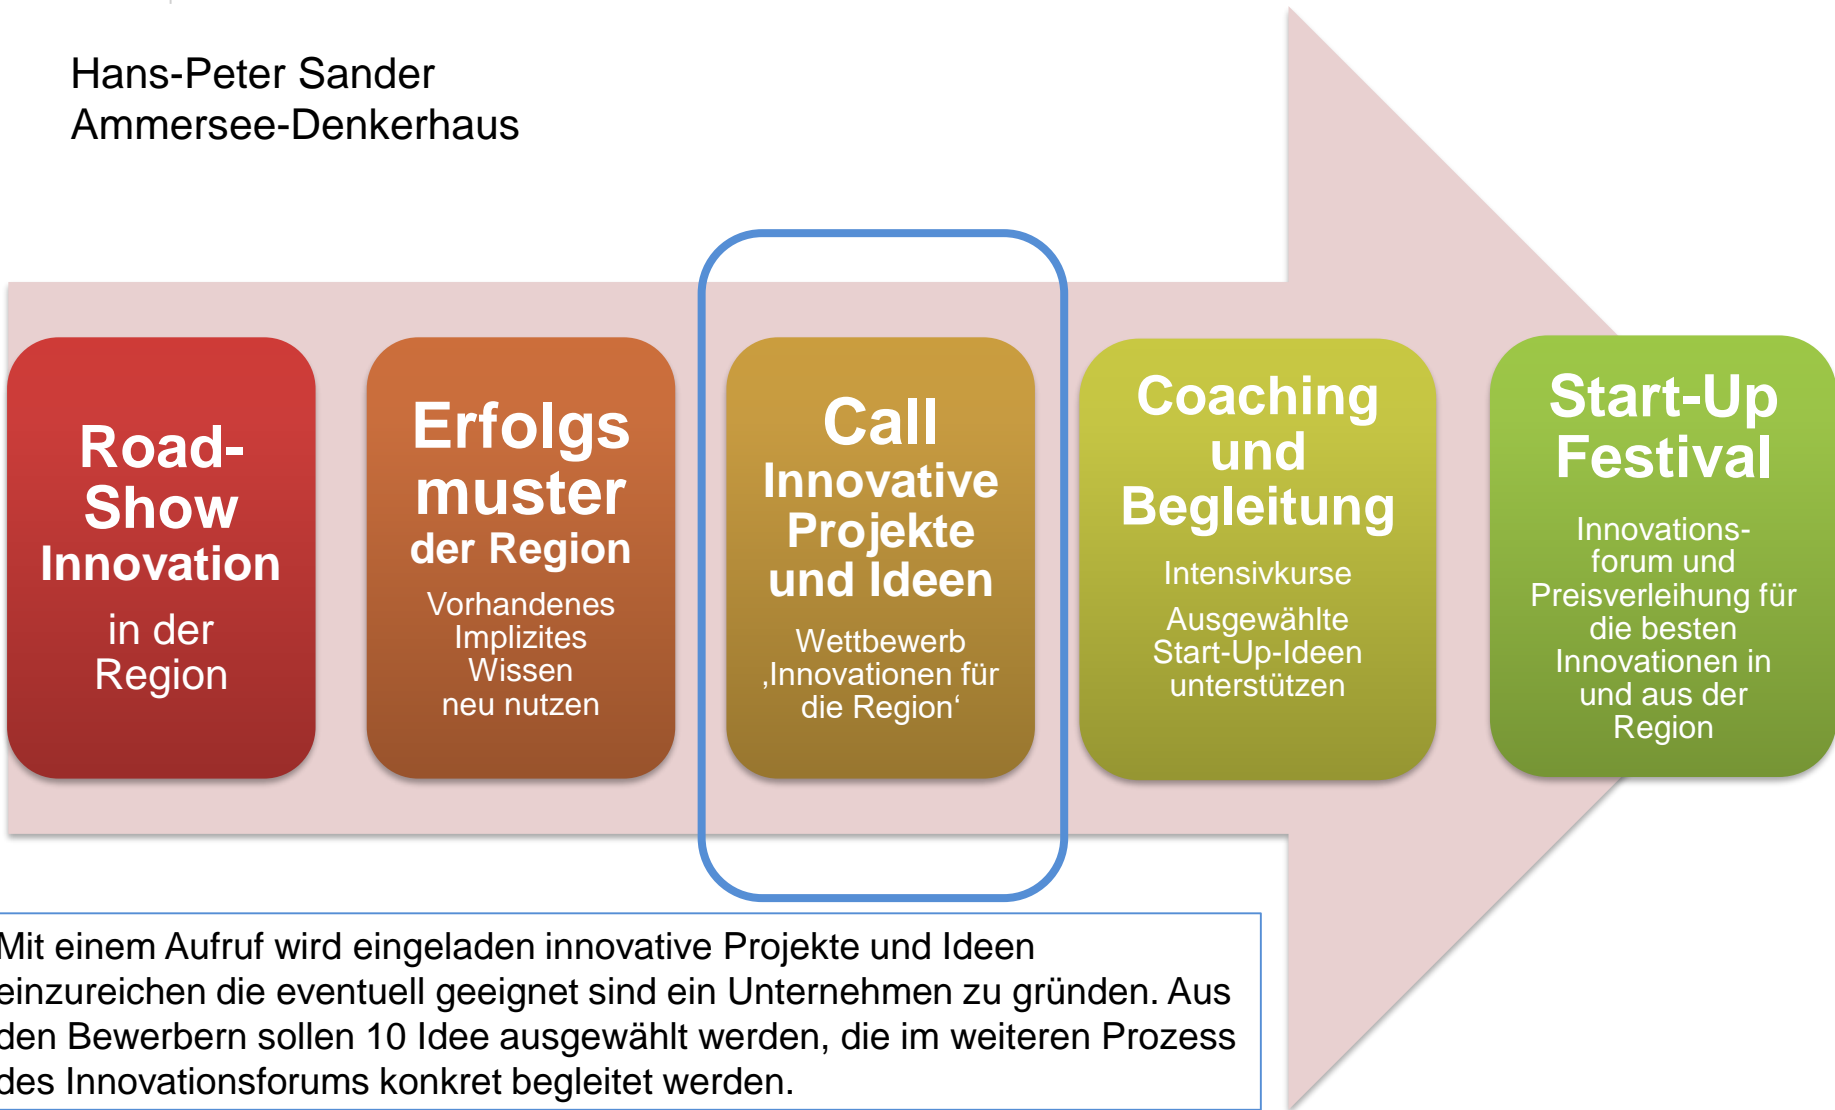 Hans-Peter Sander
Ammersee-Denkerhaus
Road-
Show
Innovation
in der
Region
Erfolgs
muster
der Region
Vorhandenes
Implizites
Wissen
neu nutzen
Call
Innovative
Projekte
und Ideen
Wettbewerb
‚Innovationen für
die Region‘
Coaching
und
Begleitung
Intensivkurse
Ausgewählte
Start-Up-Ideen
unterstützen
Start-Up
Festival
Innovations-
forum und
Preisverleihung für
die besten
Innovationen in
und aus der
Region
Mit einem Aufruf wird eingeladen innovative Projekte und Ideen
einzureichen die eventuell geeignet sind ein Unternehmen zu gründen. Aus
den Bewerbern sollen 10 Idee ausgewählt werden, die im weiteren Prozess
des Innovationsforums konkret begleitet werden.